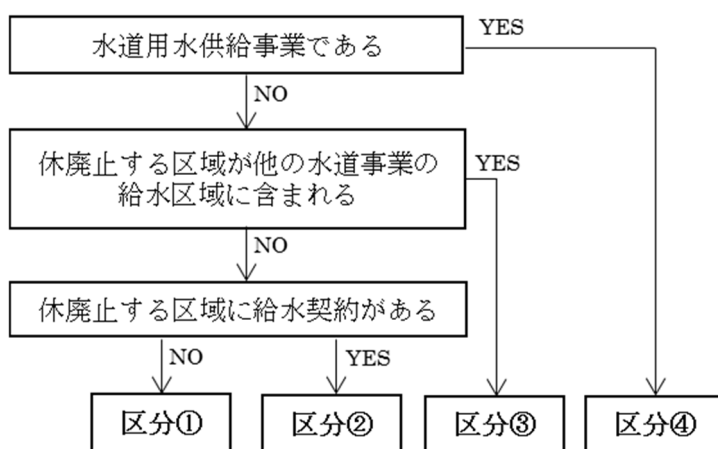 水道用水供給事業である
YES
NO
休廃止する区域が他の水道事業の
給水区域に含まれる
YES
NO
休廃止する区域に給水契約がある
NO
YES
区分①
区分②
区分③
区分④